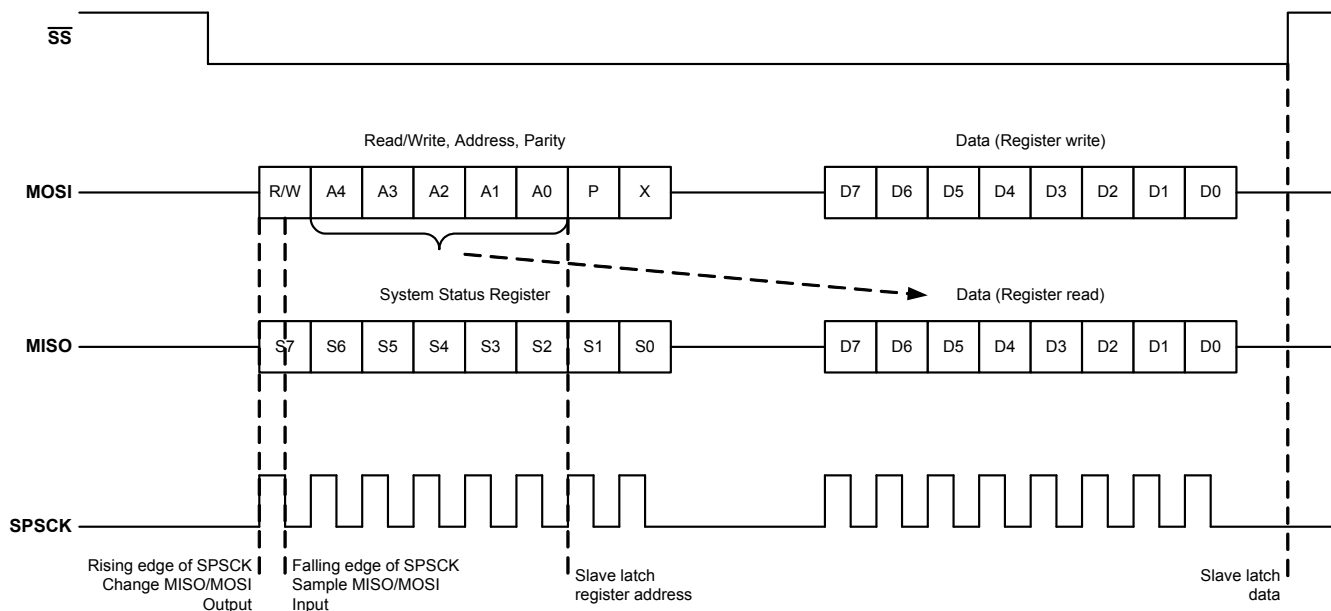 SS
Read/Write, Address, Parity
Data (Register write)
MOSI
R/W A4 A3 A2 A1 A0 P X
D7 D6 D5 D4 D3 D2 D1 D0
System Status Register
Data (Register read)
MISO
S7 S6 S5 S4 S3 S2 S1 S0
D7 D6 D5 D4 D3 D2 D1 D0
SPSCK
Rising edge of SPSCK
Change MISO/MOSI
Output
Falling edge of SPSCK
Sample MISO/MOSI
Input
Slave latch
register address
Slave latch
data